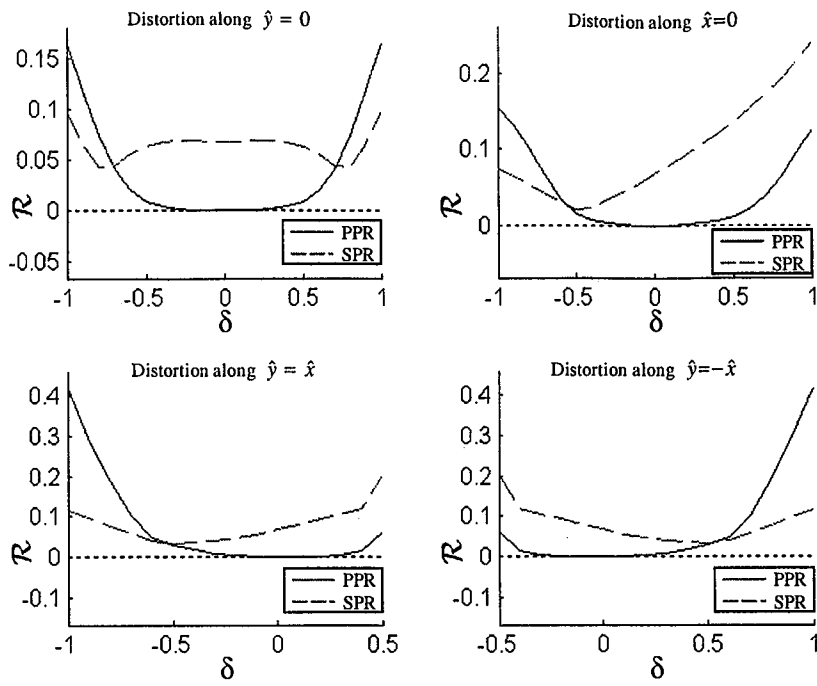 Distortion along ŷ = 0
0.15
0.1
0.05
0
-0.05
ℛ
PPR
SPR
-1 -0.5 0 0.5 1
δ
Distortion along x̂=0
0.2
0.1
0
ℛ
PPR
SPR
-1 -0.5 0 0.5 1
δ
Distortion along ŷ = x̂
0.4
0.3
0.2
0.1
0
-0.1
ℛ
PPR
SPR
-1 -0.5 0 0.5
δ
Distortion along ŷ=-x̂
0.4
0.3
0.2
0.1
0
-0.1
ℛ
PPR
SPR
-0.5 0 0.5 1
δ